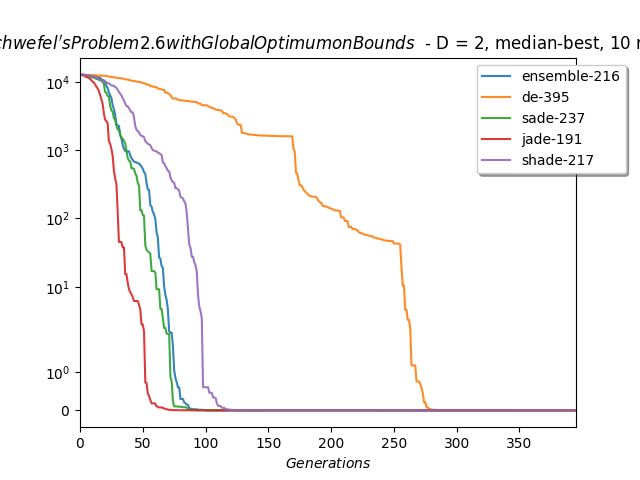 chwefel'sProblem2.6withGlobalOptimumonBounds - D = 2, median-best, 10 r
10⁴
10³
10²
10¹
10⁰
0
0 50 100 150 200 250 300 350
Generations
ensemble-216
de-395
sade-237
jade-191
shade-217